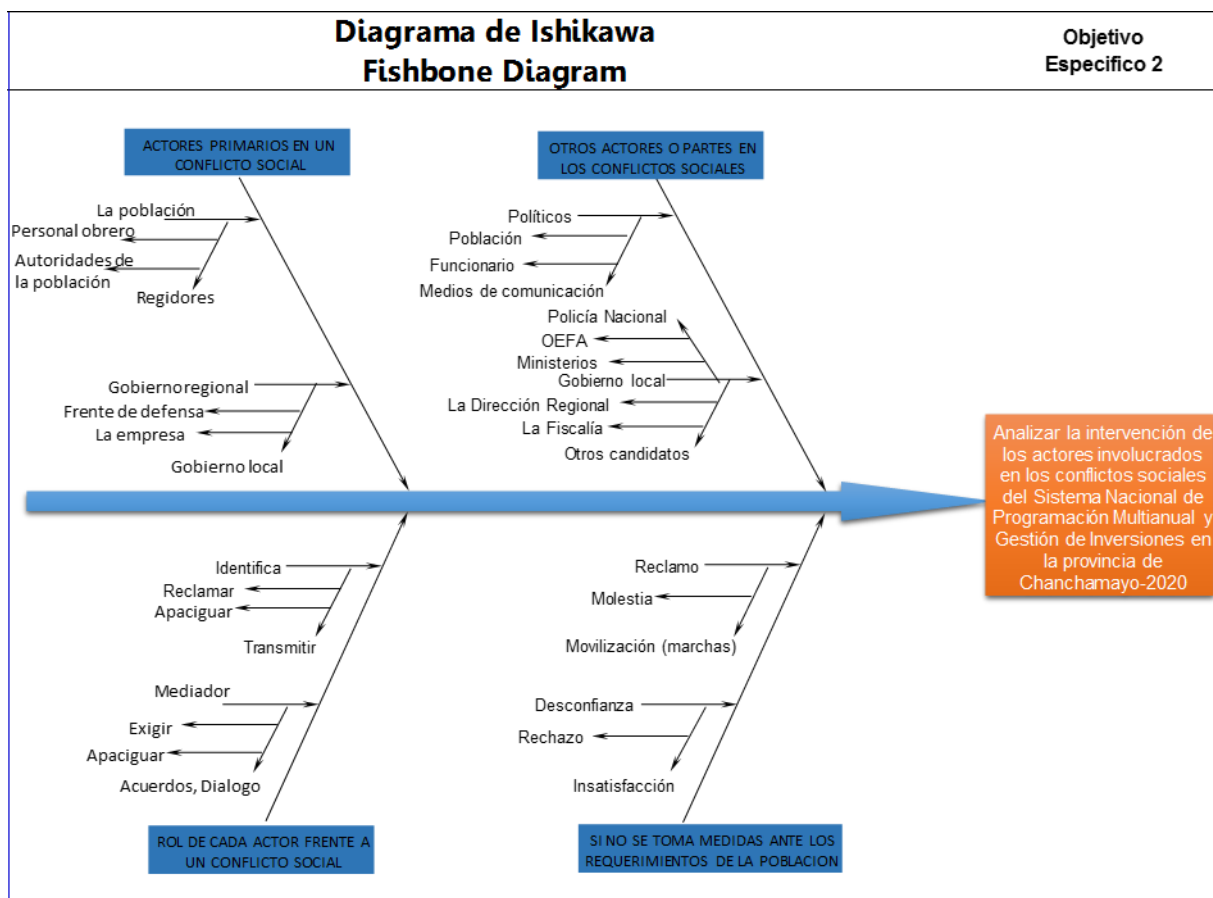 Diagrama de Ishikawa
Fishbone Diagram
Objetivo
Especifico 2
ACTORES PRIMARIOS EN UN
CONFLICTO SOCIAL
La población
Personal obrero
Autoridades de
la población
Regidores
Gobierno regional
Frente de defensa
La empresa
Gobierno local
OTROS ACTORES O PARTES EN
LOS CONFLICTOS SOCIALES
Políticos
Población
Funcionario
Medios de comunicación
Policía Nacional
OEFA
Ministerios
Gobierno local
La Dirección Regional
La Fiscalía
Otros candidatos
Analizar la intervención de
los actores involucrados
en los conflictos sociales
del Sistema Nacional de
Programación Multianual y
Gestión de Inversiones en
la provincia de
Chanchamayo-2020
Identifica
Reclamar
Apaciguar
Transmitir
Mediador
Exigir
Apaciguar
Acuerdos, Dialogo
ROL DE CADA ACTOR FRENTE A
UN CONFLICTO SOCIAL
Reclamo
Molestia
Movilización (marchas)
Desconfianza
Rechazo
Insatisfacción
SI NO SE TOMA MEDIDAS ANTE LOS
REQUERIMIENTOS DE LA POBLACION